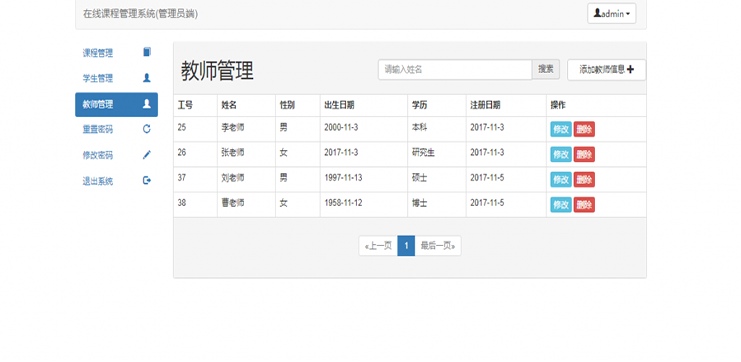 在线课程管理系统(管理员端)
admin
课程管理
学生管理
教师管理
重置密码
修改密码
退出系统
教师管理
请输入姓名
搜索
添加教师信息
工号 姓名 性别 出生日期 学历 注册日期 操作
25 李老师 男 2000-11-3 本科 2017-11-3 修改 删除
26 张老师 女 2017-11-3 研究生 2017-11-3 修改 删除
37 刘老师 男 1997-11-13 硕士 2017-11-5 修改 删除
38 曹老师 女 1958-11-12 博士 2017-11-5 修改 删除
«上一页 1 最后一页»